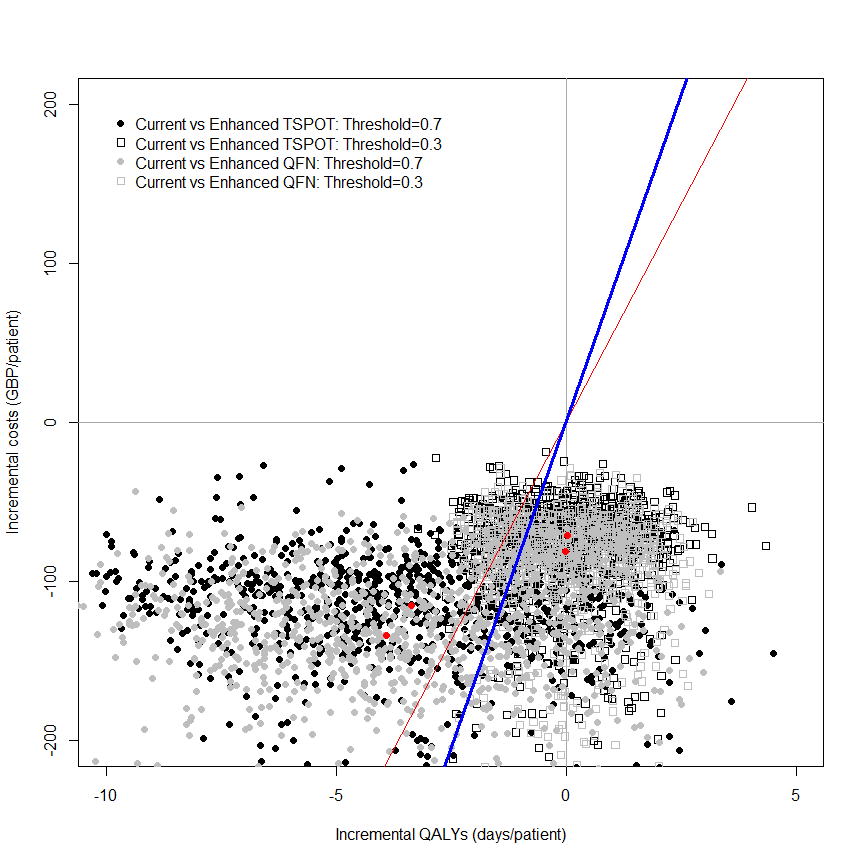 200
100
0
-100
-200
Incremental costs (GBP/patient)
Current vs Enhanced TSPOT: Threshold=0.7
Current vs Enhanced TSPOT: Threshold=0.3
Current vs Enhanced QFN: Threshold=0.7
Current vs Enhanced QFN: Threshold=0.3
-10 -5 0 5
Incremental QALYs (days/patient)